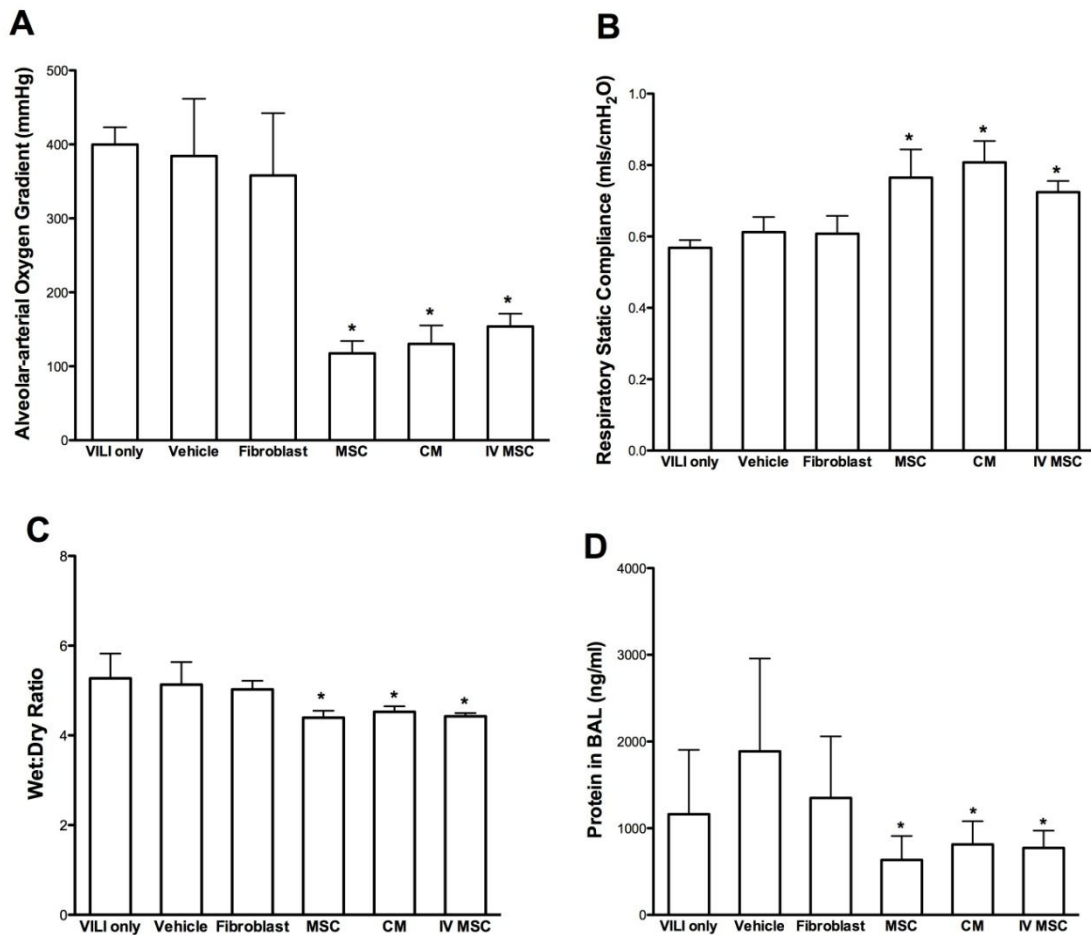 A
Alveolar-arterial Oxygen Gradient (mmHg)
500
400
300
200
100
0
VILI only Vehicle Fibroblast MSC CM IV MSC
* * *
B
Respiratory Static Compliance (mls/cmH₂O)
1.0
0.8
0.6
0.4
0.2
0.0
VILI only Vehicle Fibroblast MSC CM IV MSC
* * *
C
Wet:Dry Ratio
8
6
4
2
0
VILI only Vehicle Fibroblast MSC CM IV MSC
* * *
D
Protein in BAL (ng/ml)
4000
3000
2000
1000
0
VILI only Vehicle Fibroblast MSC CM IV MSC
* * *